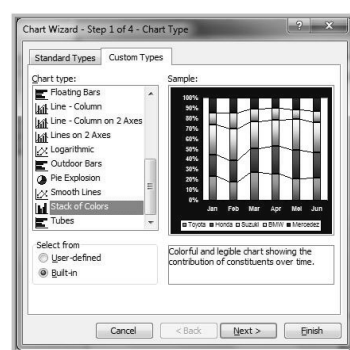 Chart Wizard - Step 1 of 4 - Chart Type
Standard Types
Custom Types
Chart type:
Floating Bars
Line - Column
Line - Column on 2 Axes
Lines on 2 Axes
Logarithmic
Outdoor Bars
Pie Explosion
Smooth Lines
Stack of Colors
Tubes
Select from
User-defined
Built-in
Sample:
100%
90%
80%
70%
60%
50%
40%
30%
20%
10%
0%
Jan Feb Mar Apr Mei Jun
Toyota Honda Suzuki BMW Mercedez
Colorful and legible chart showing the
contribution of constituents over time.
Cancel
< Back
Next >
Finish